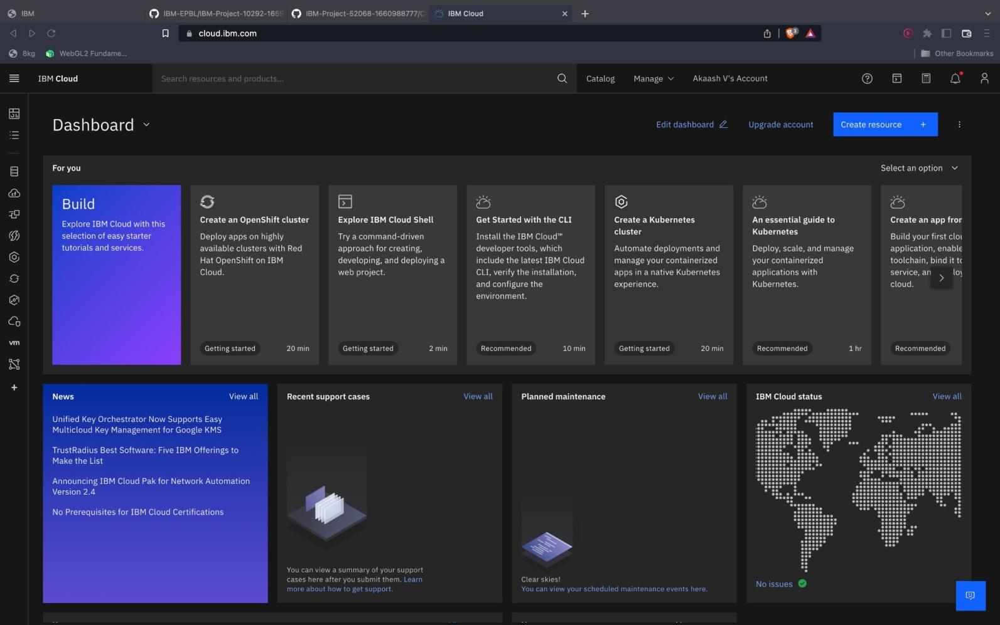 IBM
IBM-EPBL/IBM-Project-10292-1659
IBM-Project-52068-1660988777/C
IBM Cloud
cloud.ibm.com
3
8kg
WebGL2 Fundame...
Other Bookmarks
IBM Cloud
Search resources and products...
Catalog
Manage
Akaash V's Account
Dashboard
Edit dashboard
Upgrade account
Create resource +
For you
Select an option
Build
Explore IBM Cloud with this
selection of easy starter
tutorials and services.
Create an OpenShift cluster
Deploy apps on highly
available clusters with Red
Hat OpenShift on IBM
Cloud.
Getting started
20 min
Explore IBM Cloud Shell
Try a command-driven
approach for creating,
developing, and deploying a
web project.
Getting started
2 min
Get Started with the CLI
Install the IBM Cloud™
developer tools, which
include the latest IBM Cloud
CLI, verify the installation,
and configure the
environment.
Recommended
10 min
Create a Kubernetes
cluster
Automate deployments and
manage your containerized
apps in a native Kubernetes
experience.
Getting started
20 min
An essential guide to
Kubernetes
Deploy, scale, and manage
your containerized
applications with
Kubernetes.
Recommended
1 hr
Create an app from
Build your first clou
application, enable
toolchain, bind it to
service, an
cloud.
Recommended
vm
News
View all
Unified Key Orchestrator Now Supports Easy
Multicloud Key Management for Google KMS
TrustRadius Best Software: Five IBM Offerings to
Make the List
Announcing IBM Cloud Pak for Network Automation
Version 2.4
No Prerequisites for IBM Cloud Certifications
Recent support cases
View all
You can view a summary of your support
cases here after you submit them. Learn
more about how to get support.
Planned maintenance
View all
Clear skies!
You can view your scheduled maintenance events here.
IBM Cloud status
View all
No issues